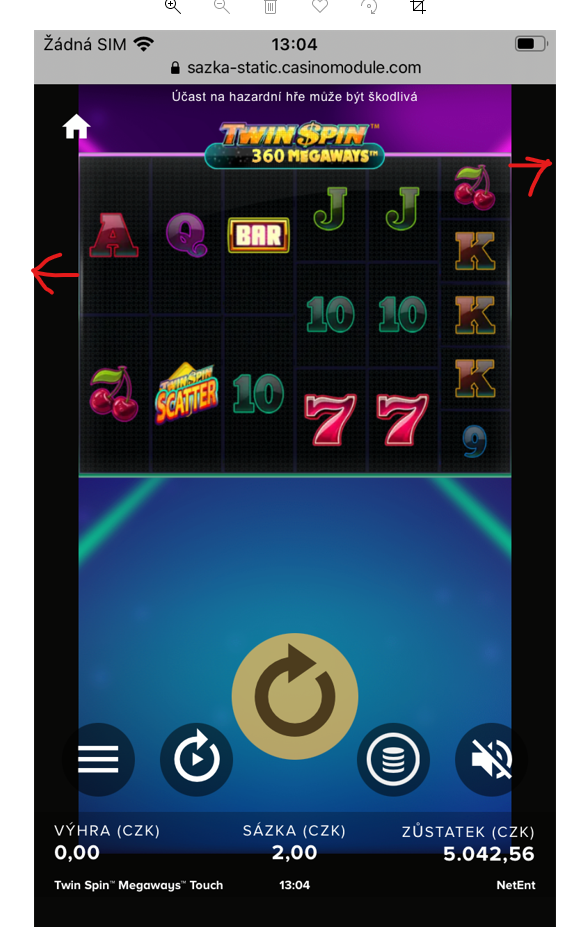 Žádná SIM 13:04
sazka-static.casinomodule.com
Účast na hazardní hře může být škodlivá
TWIN SPIN™
360 MEGAWAYS™
A Q BAR J J K
10 10 K
K
TWIN SPIN
SCATTER
10 7 7 9
VÝHRA (CZK) SÁZKA (CZK) ZŮSTATEK (CZK)
0,00 2,00 5.042,56
Twin Spin™ Megaways™ Touch 13:04 NetEnt